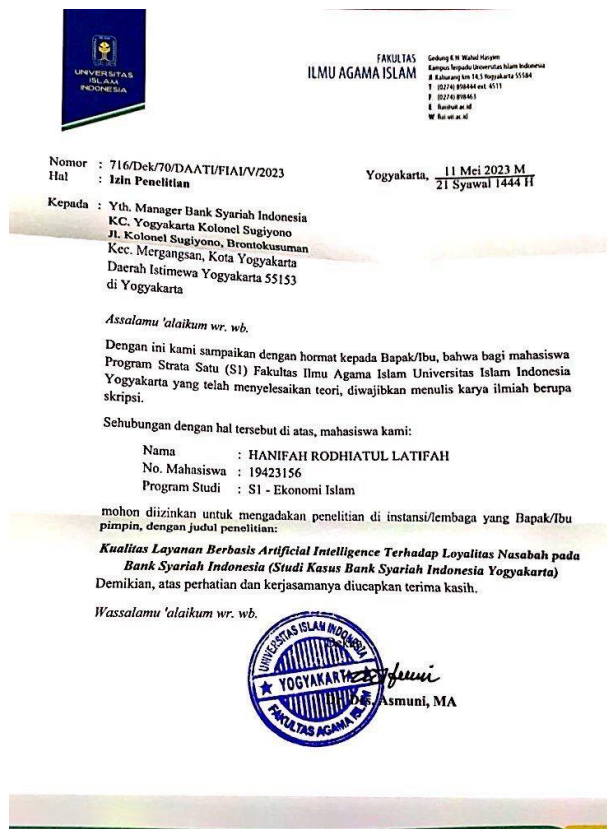 UNIVERSITAS
ISLAM
INDONESIA
FAKULTAS
ILMU AGAMA ISLAM
Gedung K.H. Wahid Hasyim
Kampus Terpadu Universitas Islam Indonesia
Jl. Kaliurang km 14,5 Yogyakarta 55584
T. (0274) 898444 ext. 4511
F. (0274) 898463
E. fiai@uii.ac.id
W. fiai.uii.ac.id
Nomor : 716/Dek/70/DAATI/FIAI/V/2023
Hal : Izin Penelitian
Yogyakarta, 11 Mei 2023 M
21 Syawal 1444 H
Kepada : Yth. Manager Bank Syariah Indonesia
KC. Yogyakarta Kolonel Sugiyono
Jl. Kolonel Sugiyono, Brontokusuman
Kec. Mergangsan, Kota Yogyakarta
Daerah Istimewa Yogyakarta 55153
di Yogyakarta
Assalamu 'alaikum wr. wb.
Dengan ini kami sampaikan dengan hormat kepada Bapak/Ibu, bahwa bagi mahasiswa
Program Strata Satu (S1) Fakultas Ilmu Agama Islam Universitas Islam Indonesia
Yogyakarta yang telah menyelesaikan teori, diwajibkan menulis karya ilmiah berupa
skripsi.
Sehubungan dengan hal tersebut di atas, mahasiswa kami:
Nama : HANIFAH RODHIATUL LATIFAH
No. Mahasiswa : 19423156
Program Studi : S1 - Ekonomi Islam
mohon diizinkan untuk mengadakan penelitian di instansi/lembaga yang Bapak/Ibu
pimpin, dengan judul penelitian:
Kualitas Layanan Berbasis Artificial Intelligence Terhadap Loyalitas Nasabah pada
Bank Syariah Indonesia (Studi Kasus Bank Syariah Indonesia Yogyakarta)
Demikian, atas perhatian dan kerjasamanya diucapkan terima kasih.
Wassalamu 'alaikum wr. wb.
UNIVERSITAS ISLAM INDONESIA
YOGYAKARTA
FAKULTAS AGAMA ISLAM
Asmuni, MA